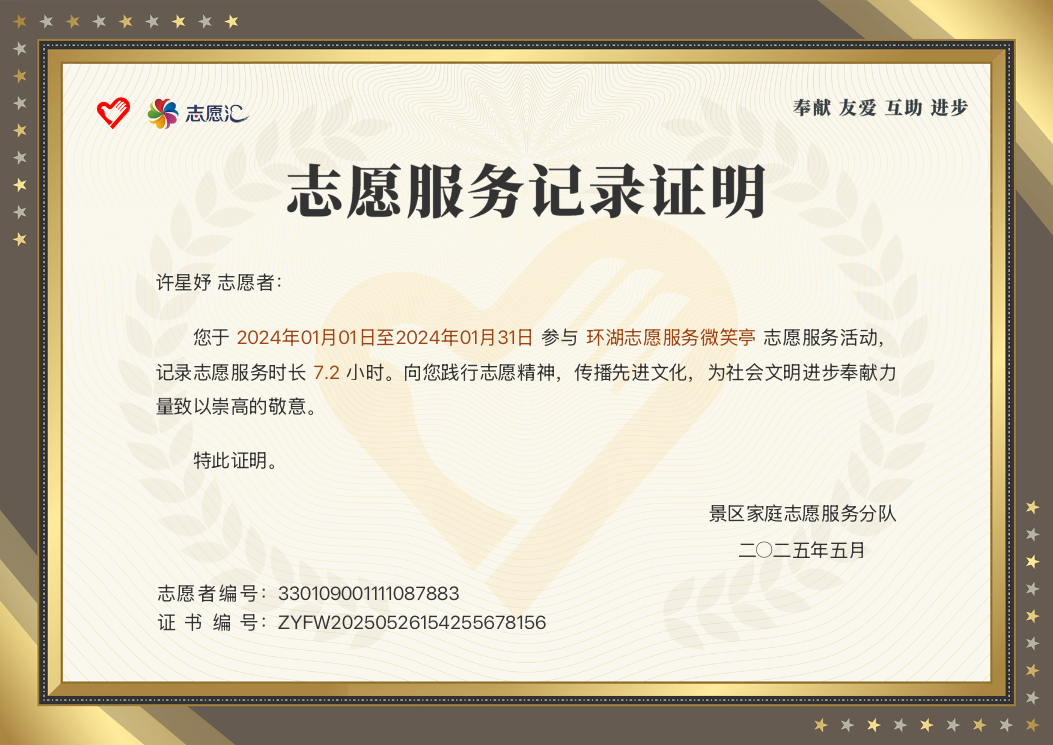 志愿汇
奉献 友爱 互助 进步
志愿服务记录证明
许星妤 志愿者：
您于 2024年01月01日至2024年01月31日 参与 环湖志愿服务微笑亭 志愿服务活动，
记录志愿服务时长 7.2 小时。向您践行志愿精神，传播先进文化，为社会文明进步奉献力
量致以崇高的敬意。
特此证明。
景区家庭志愿服务分队
二〇二五年五月
志愿者编号：330109001111087883
证 书 编 号：ZYFW20250526154255678156